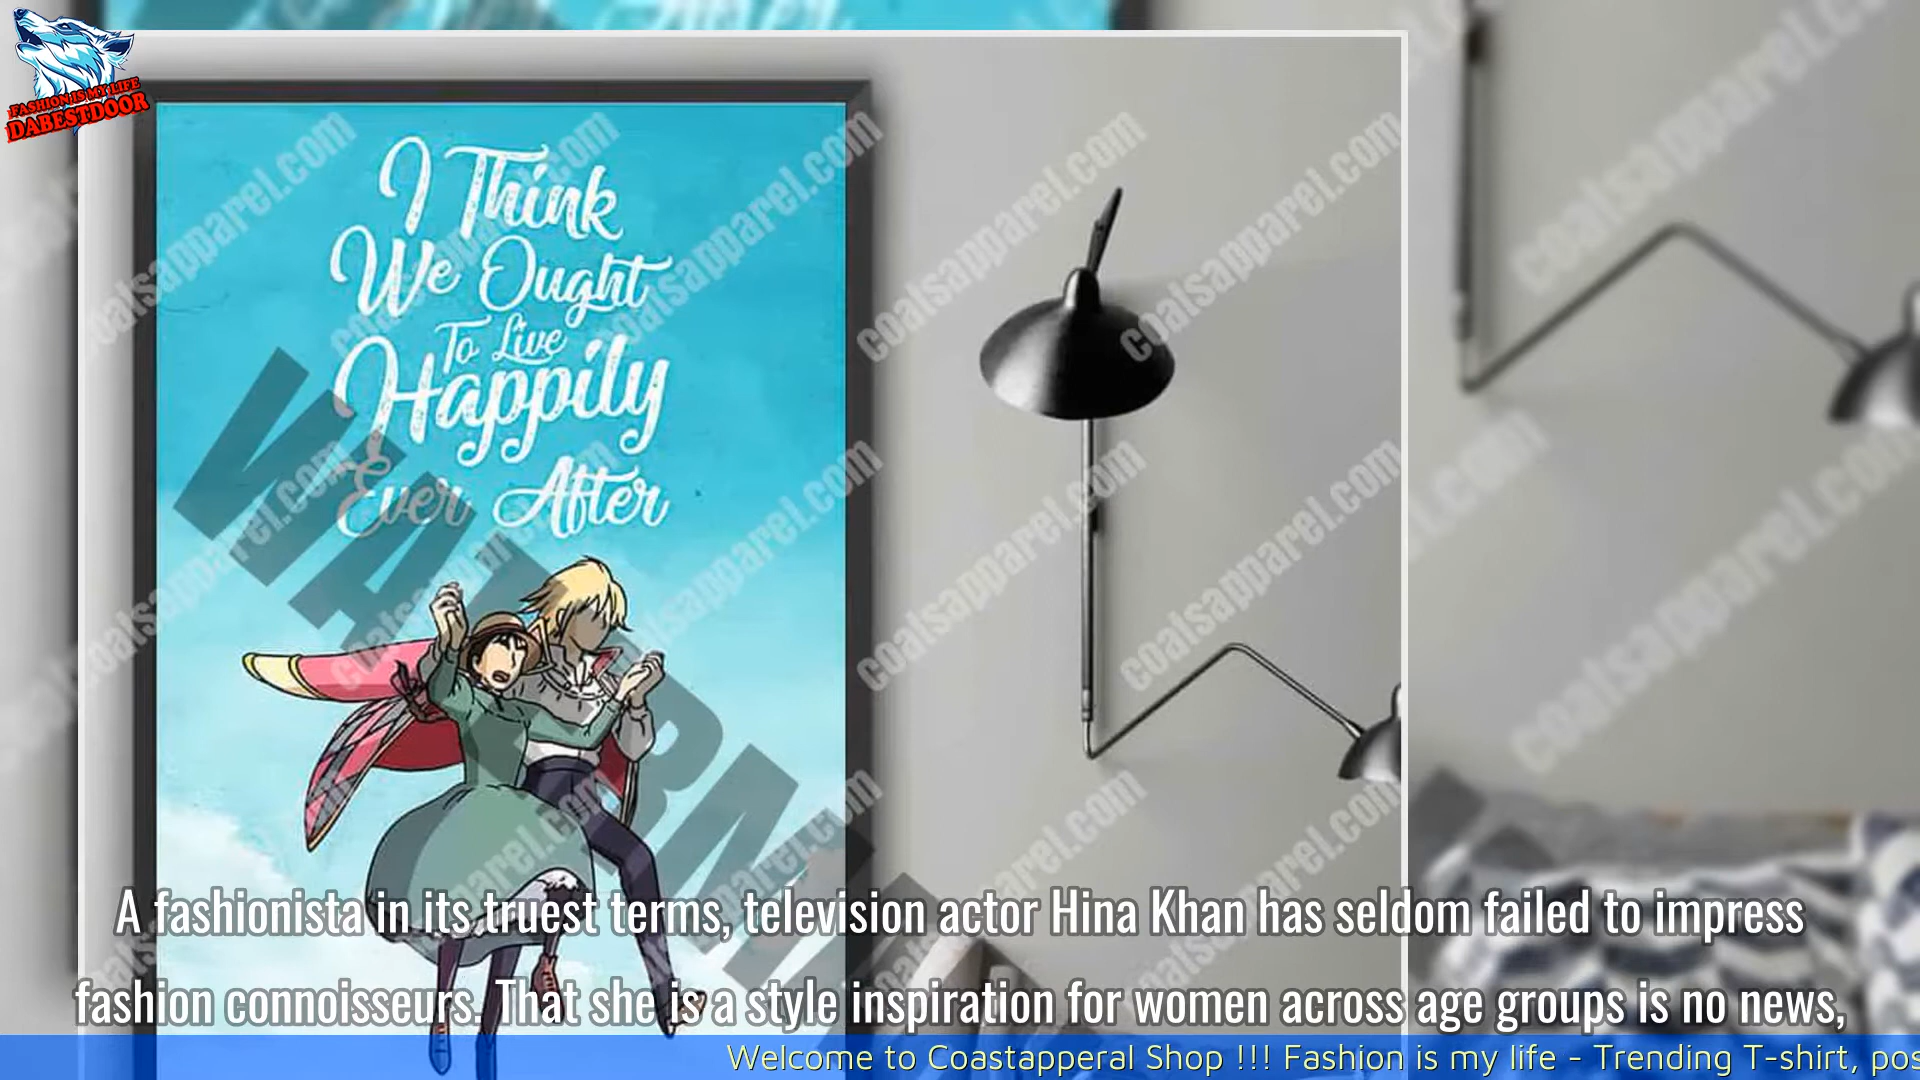 FASHION IS MY LIFE
DABESTDOOR
I Think
We Ought
To Live
Happily
Ever After
WATERM
coalsapparel.com
A fashionista in its truest terms, television actor Hina Khan has seldom failed to impress
fashion connoisseurs. That she is a style inspiration for women across age groups is no news,
Welcome to Coastapperal Shop !!! Fashion is my life - Trending T-shirt, pos